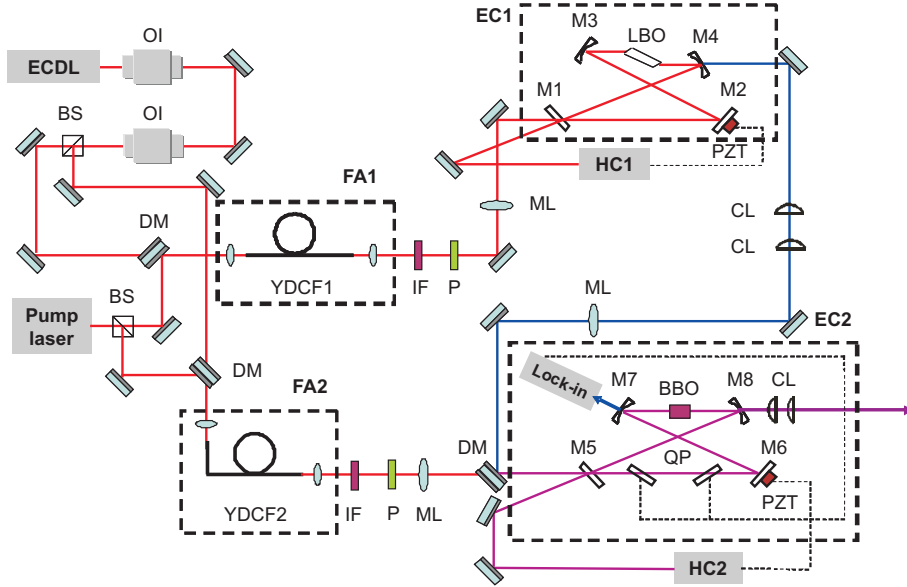 EC1
M3
OI
LBO
M4
ECDL
BS
OI
M1
M2
PZT
FA1
HC1
ML
DM
CL
CL
YDCF1
IF
P
BS
ML
Pump
laser
EC2
DM
FA2
Lock-in
M7
BBO
M8
CL
DM
M5
QP
M6
PZT
YDCF2
IF
P
ML
HC2